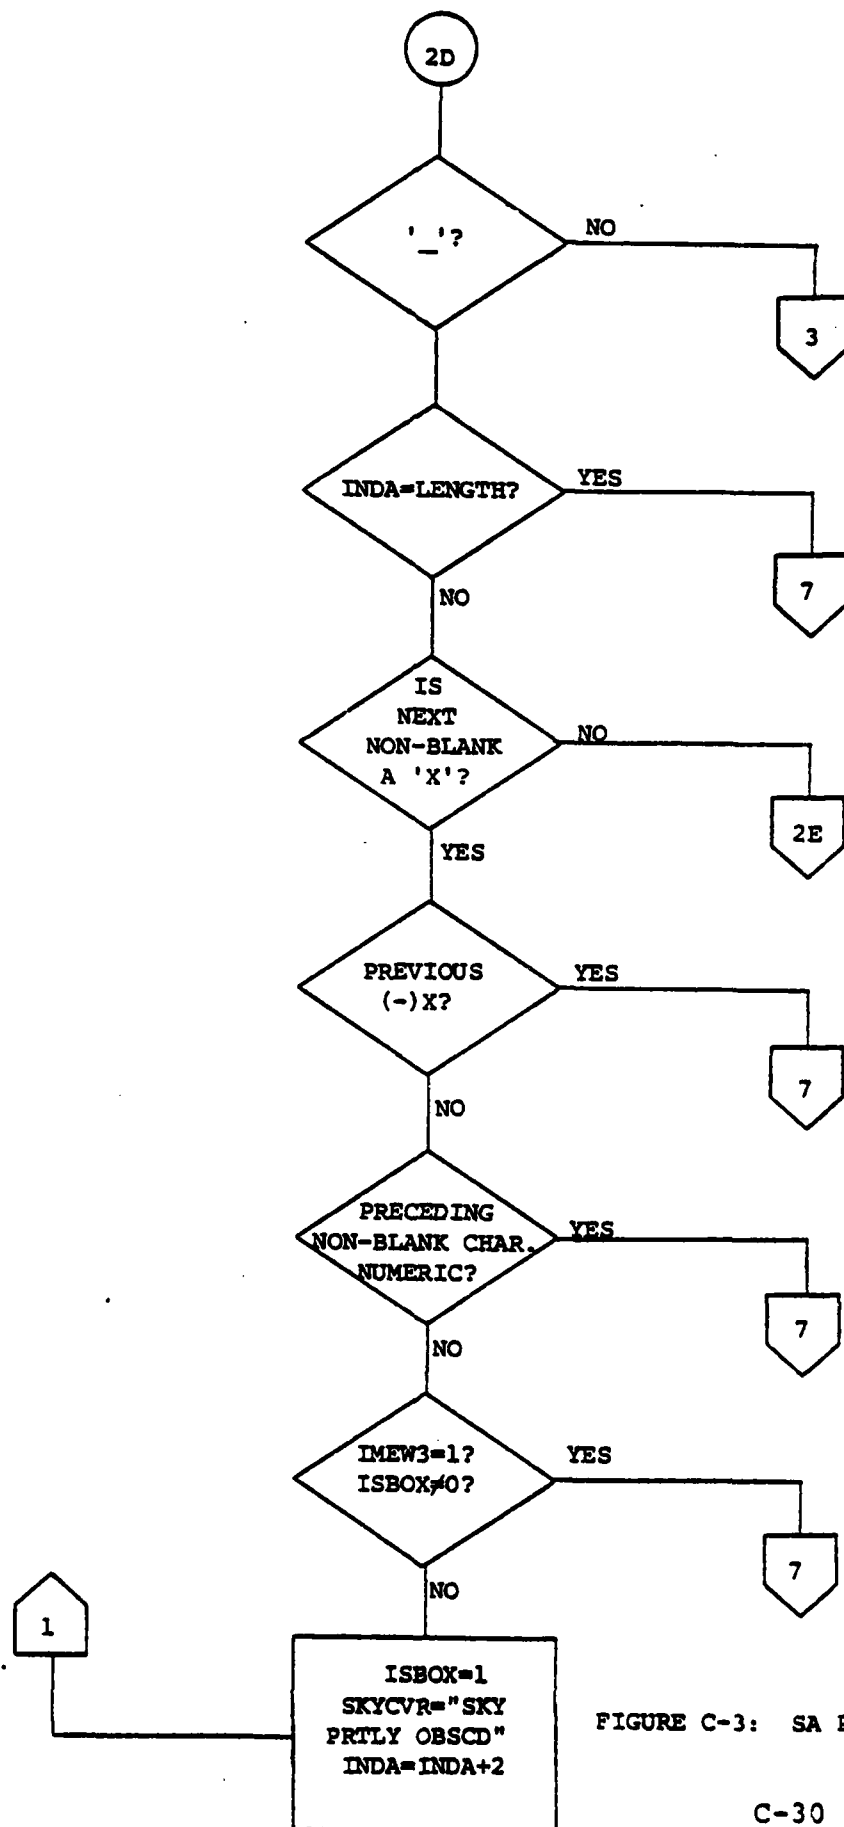 2D
'_'?
NO
3
INDA=LENGTH?
YES
7
NO
IS
NEXT
NON-BLANK
A 'X'?
NO
2E
YES
PREVIOUS
(-)X?
YES
7
NO
PRECEDING
NON-BLANK CHAR.
NUMERIC?
YES
7
NO
IMEW3=1?
ISBOX≠0?
YES
7
NO
1
ISBOX=1
SKYCVR="SKY
PRTLY OBSCD"
INDA=INDA+2
FIGURE C-3: SA
C-30